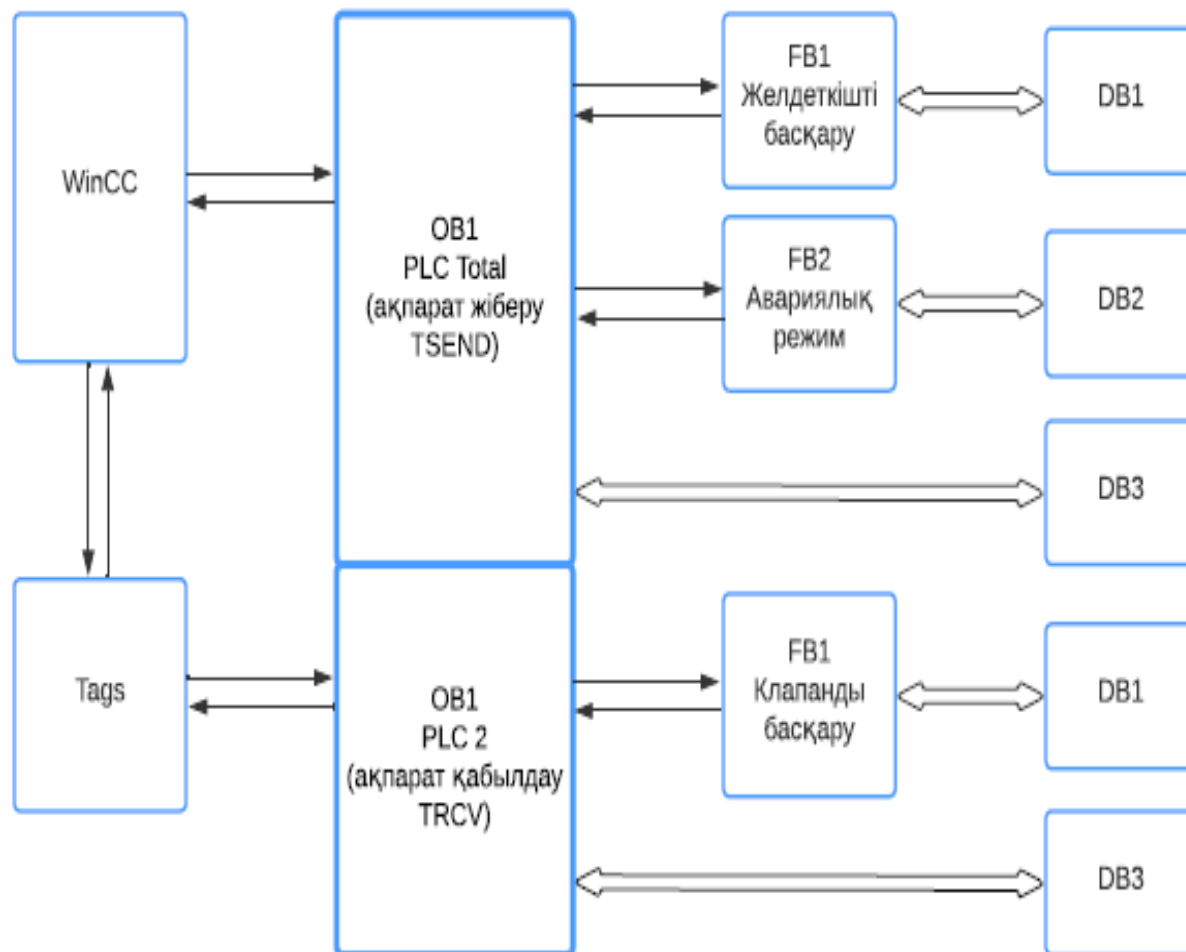 WinCC
OB1
PLC Total
(ақпарат жіберу
TSEND)
FB1
Желдеткішті
басқару
DB1
FB2
Авариялық
режим
DB2
DB3
Tags
OB1
PLC 2
(ақпарат қабылдау
TRCV)
FB1
Клапанды
басқару
DB1
DB3